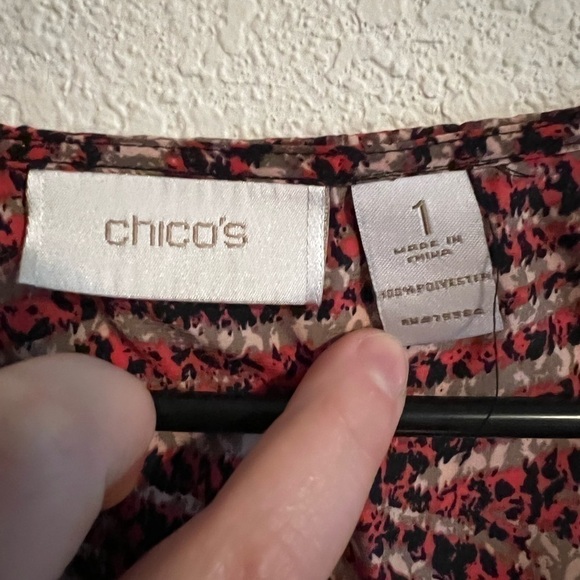 chico's
1
MADE IN
CHINA
100% POLYESTER